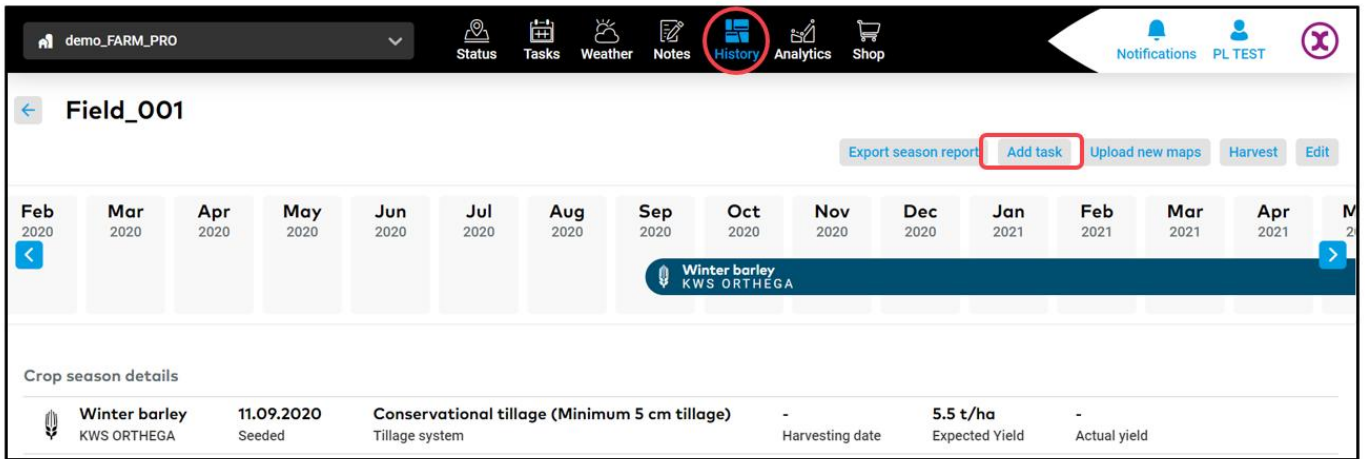 demo_FARM_PRO
Status Tasks Weather Notes History Analytics Shop
Notifications PL TEST
Field_001
Export season report Add task Upload new maps Harvest Edit
Feb Mar Apr May Jun Jul Aug Sep Oct Nov Dec Jan Feb Mar Apr M
2020 2020 2020 2020 2020 2020 2020 2020 2020 2020 2020 2021 2021 2021 2021 2
Winter barley
KWS ORTHEGA
Crop season details
Winter barley 11.09.2020 Conservational tillage (Minimum 5 cm tillage) - 5.5 t/ha -
KWS ORTHEGA Seeded Tillage system Harvesting date Expected Yield Actual yield